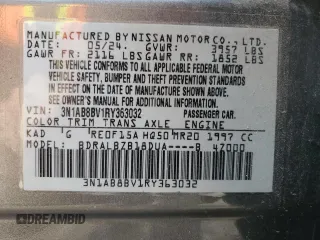 MANUFACTURED BY NISSAN MOTOR CO., LTD.
DATE: 05/24. GVWR: 3957 LBS
GAWR FR: 2116 LBS GAWR RR: 1852 LBS
THIS VEHICLE CONFORMS TO ALL APPLICABLE FEDERAL MOTOR VEHICLE
SAFETY, BUMPER AND THEFT PREVENTION STANDARDS
IN EFFECT ON THE DATE OF MANUFACTURE SHOWN ABOVE.
SEE OWNER'S MANUAL FOR ADDITIONAL INFORMATION.
VIN: 3N1AB8BV1RY363032 PASSENGER CAR
COLOR TRIM TRANS AXLE ENGINE
KAD G RE0F15A HQ50 MR20 1997 CC
MODEL: BDRALBZB18DUA----B 47000
3N1AB8BV1RY363032
DREAMBID